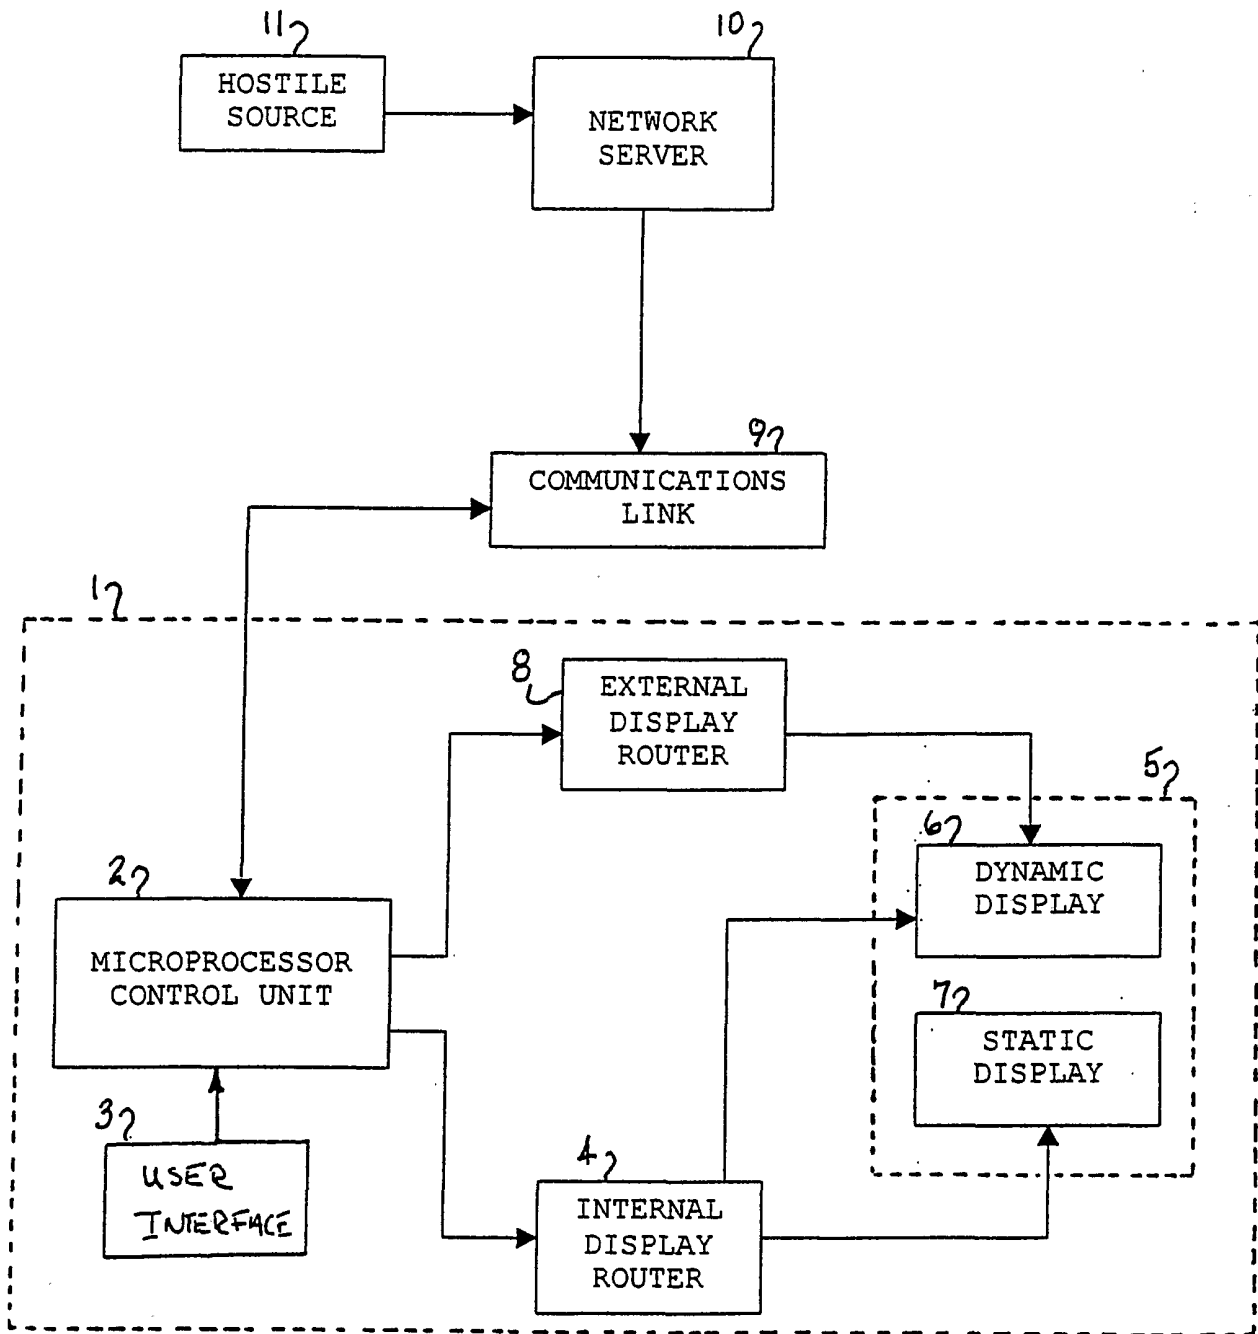 11
HOSTILE
SOURCE
10
NETWORK
SERVER
9
COMMUNICATIONS
LINK
1
8
EXTERNAL
DISPLAY
ROUTER
5
6
DYNAMIC
DISPLAY
2
MICROPROCESSOR
CONTROL UNIT
7
STATIC
DISPLAY
3
USER
INTERFACE
4
INTERNAL
DISPLAY
ROUTER